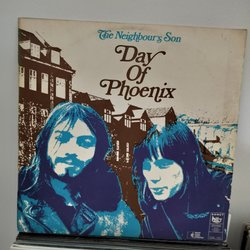 The Neighbour's Son
Day
Of
Phoenix